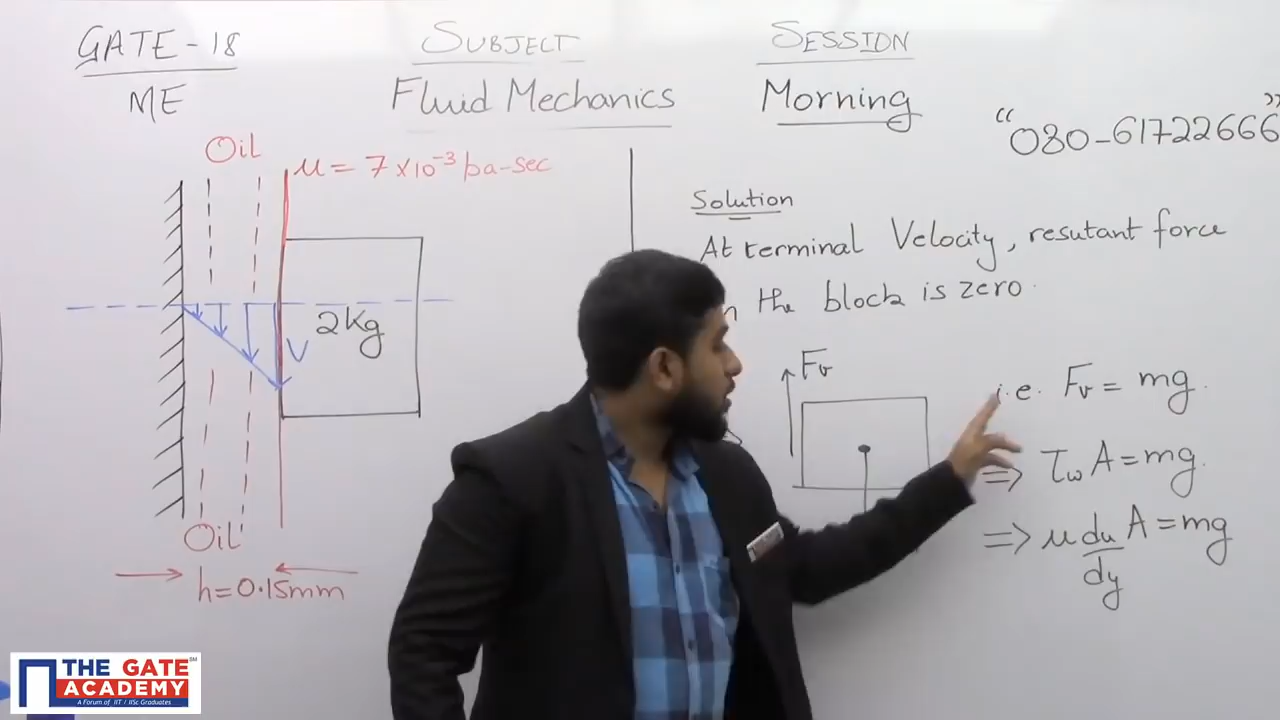 GATE - 18
ME
SUBJECT
Fluid Mechanics
SESSION
Morning
“080-61722666”
Oil
μ = 7 × 10⁻³ pa-sec
2Kg
V
Oil
h = 0.15mm
Solution
At terminal Velocity, resutant force
the block is zero.
Fv
i.e. Fv = mg.
⇒ τw A = mg.
⇒ μ du/dy A = mg
THE GATE
ACADEMY
SM
A Forum of IIT / IISc Graduates